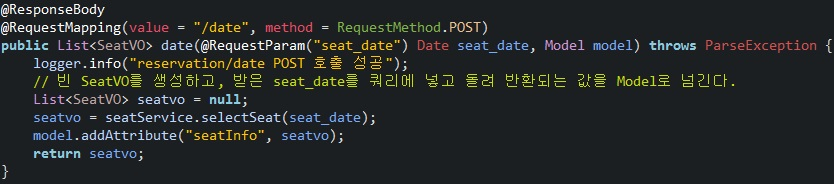 @ResponseBody
@RequestMapping(value = "/date", method = RequestMethod.POST)
public List<SeatVO> date(@RequestParam("seat_date") Date seat_date, Model model) throws ParseException {
    logger.info("reservation/date POST 호출 성공");
    // 빈 SeatVO를 생성하고, 받은 seat_date를 쿼리에 넣고 돌려 반환되는 값을 Model로 넘긴다.
    List<SeatVO> seatvo = null;
    seatvo = seatService.selectSeat(seat_date);
    model.addAttribute("seatInfo", seatvo);
    return seatvo;
}